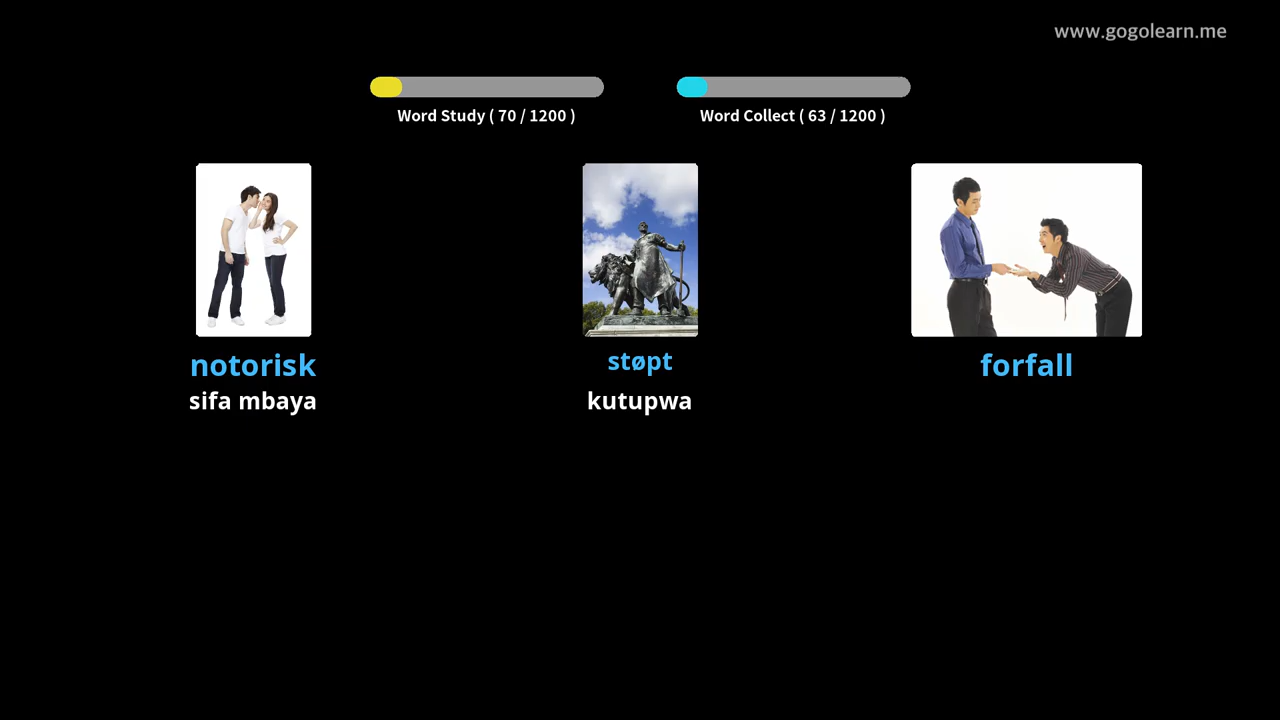 www.gogolearn.me
Word Study ( 70 / 1200 )
Word Collect ( 63 / 1200 )
notorisk
sifa mbaya
støpt
kutupwa
forfall